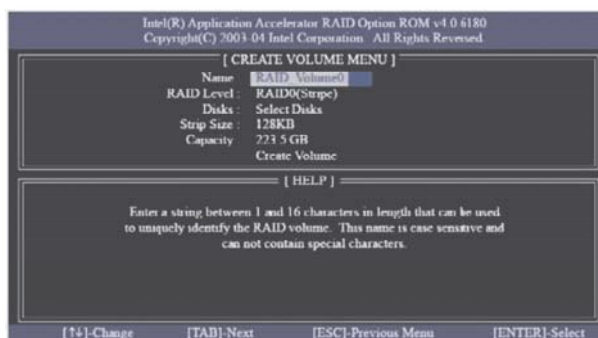 Intel(R) Application Accelerator RAID Option ROM v4 0 6180
Copyright(C) 2003-04 Intel Corporation All Rights Reversed
[ CREATE VOLUME MENU ]
Name RAID_Volume0
RAID Level : RAID0(Stripe)
Disks : Select Disks
Strip Size : 128KB
Capacity 223 5 GB
Create Volume
[ HELP ]
Enter a string between 1 and 16 characters in length that can be used
to uniquely identify the RAID volume. This name is case sensitive and
can not contain special characters.
[↑↓]-Change [TAB]-Next [ESC]-Previous Menu [ENTER]-Select